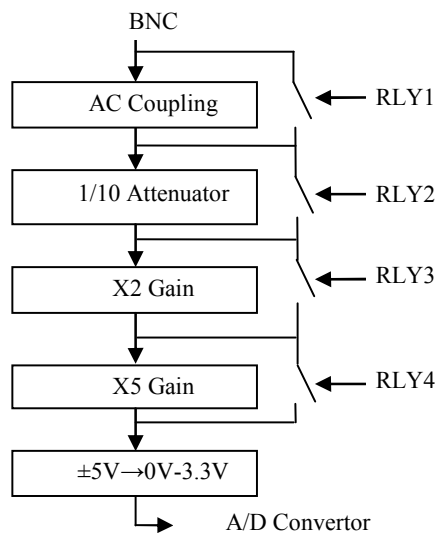 BNC
AC Coupling
RLY1
1/10 Attenuator
RLY2
X2 Gain
RLY3
X5 Gain
RLY4
±5V→0V-3.3V
A/D Convertor